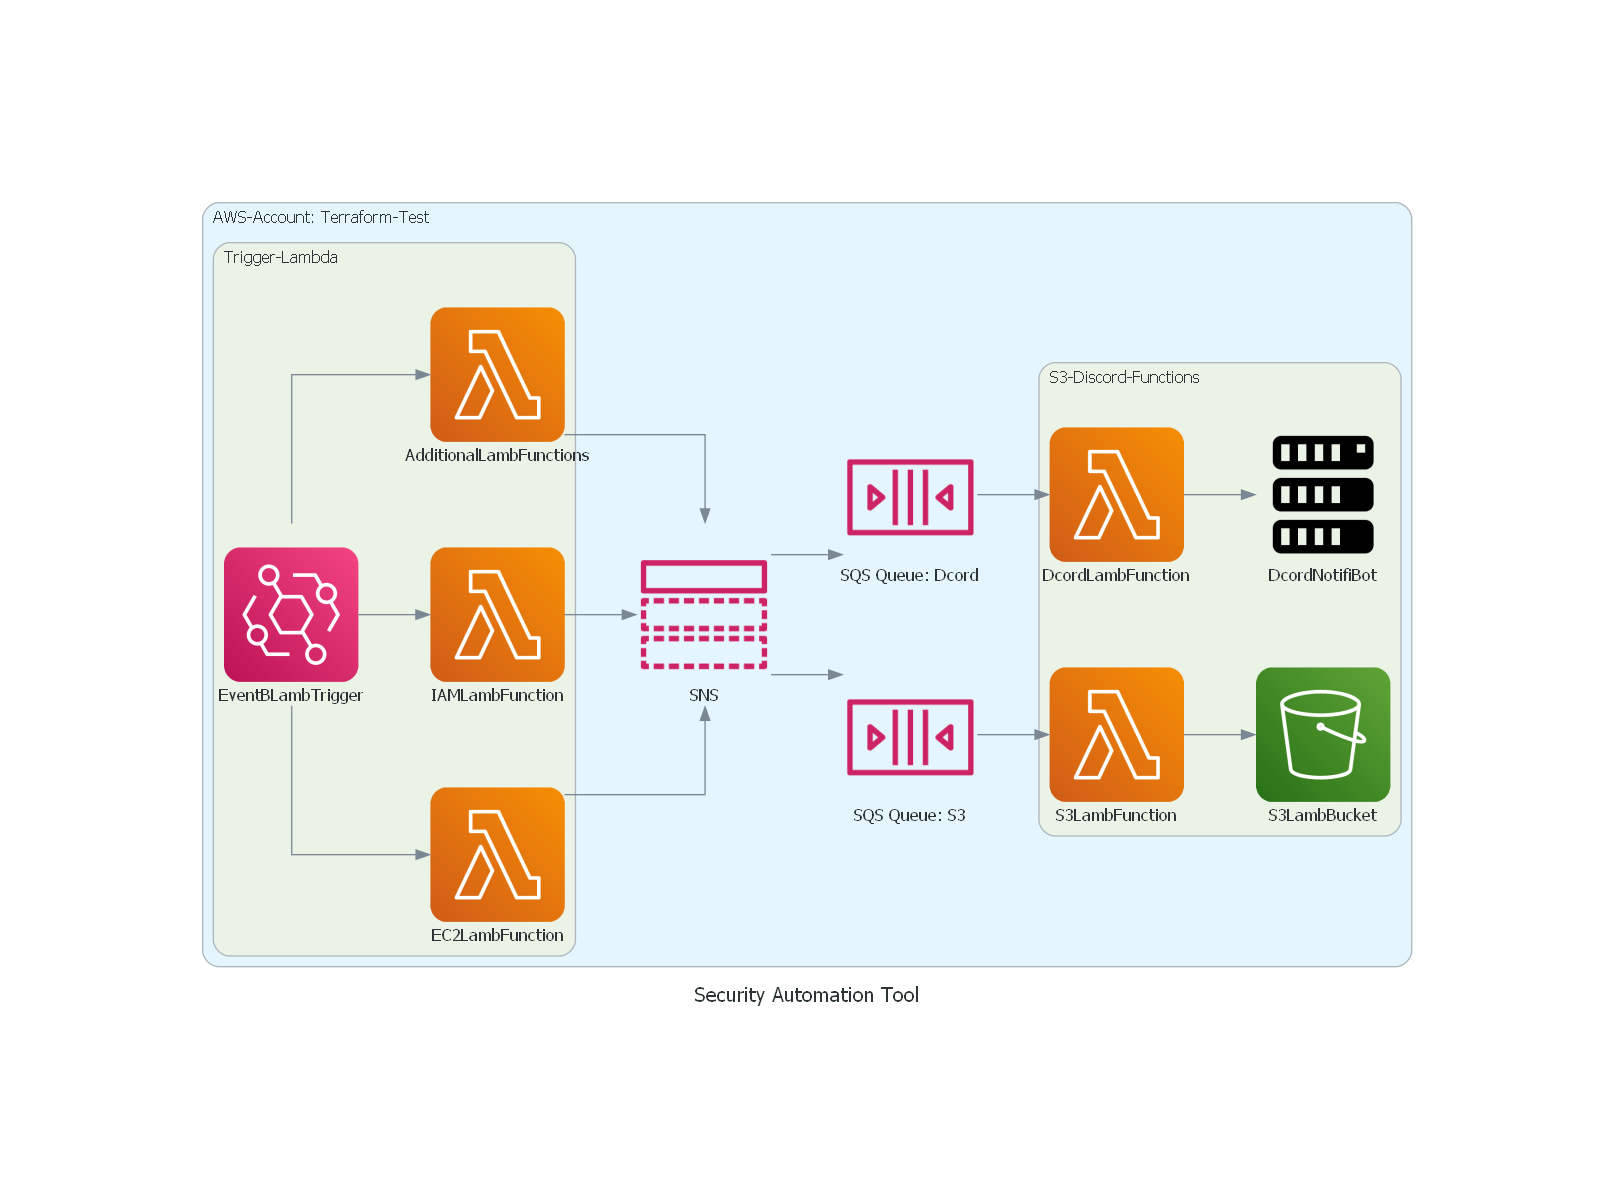 AWS-Account: Terraform-Test
Trigger-Lambda
AdditionalLambFunctions
EventBLambTrigger
IAMLambFunction
EC2LambFunction
SNS
SQS Queue: Dcord
SQS Queue: S3
S3-Discord-Functions
DcordLambFunction
DcordNotifiBot
S3LambFunction
S3LambBucket
Security Automation Tool